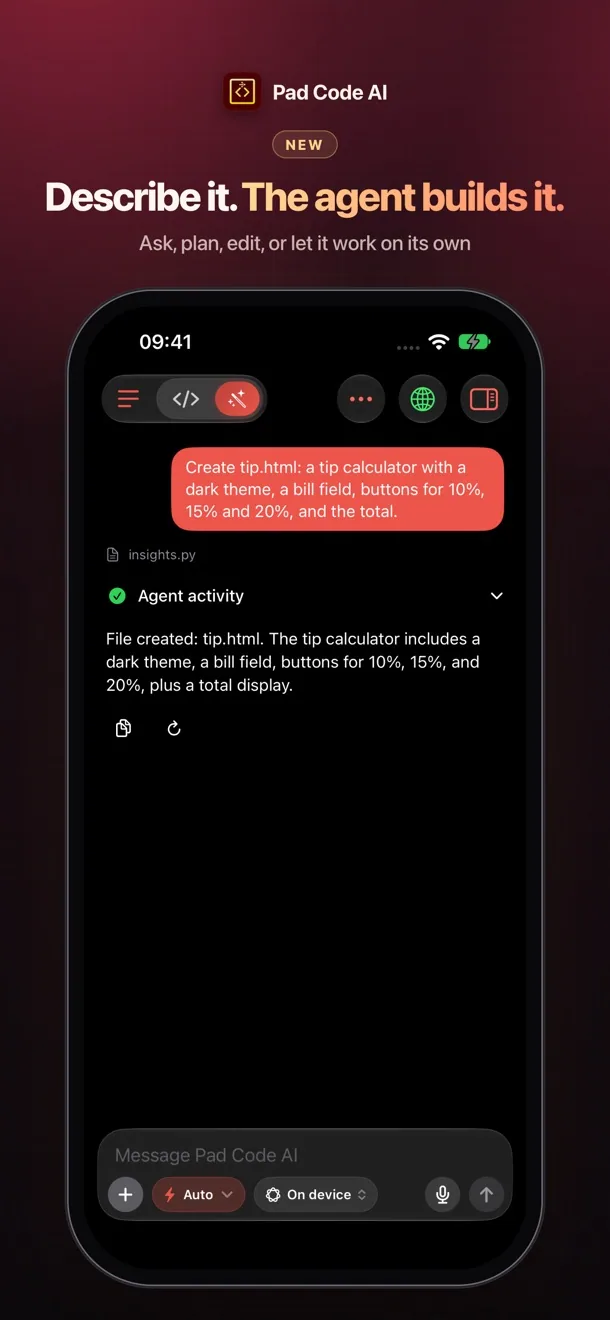 Pad Code AI
NEW
Describe it. The agent builds it.
Ask, plan, edit, or let it work on its own
09:41
Create tip.html: a tip calculator with a
dark theme, a bill field, buttons for 10%,
15% and 20%, and the total.
insights.py
Agent activity
File created: tip.html. The tip calculator includes a
dark theme, a bill field, buttons for 10%, 15%, and
20%, plus a total display.
Message Pad Code AI
Auto
On device